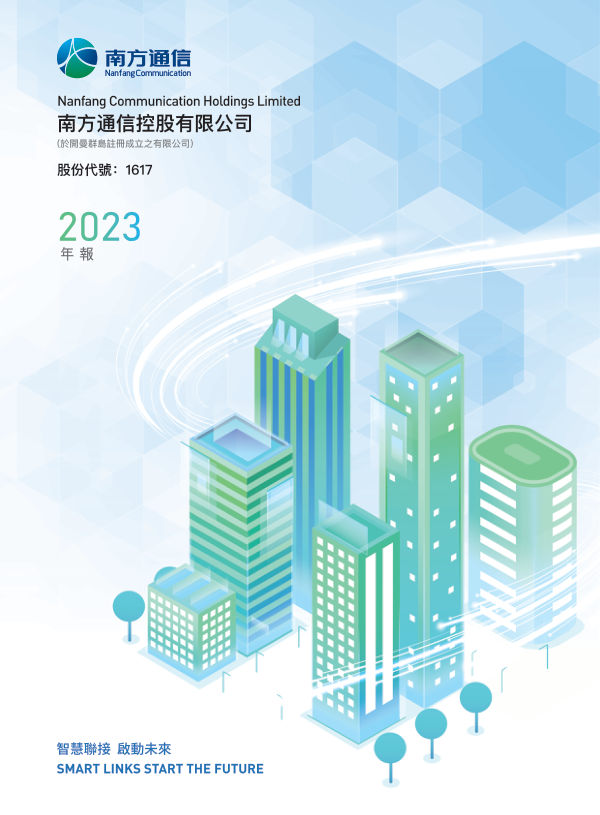 南方通信
Nanfang Communication
Nanfang Communication Holdings Limited
南方通信控股有限公司
(於開曼群島註冊成立之有限公司)
股份代號：1617
2023
年報
智慧聯接 啟動未來
SMART LINKS START THE FUTURE